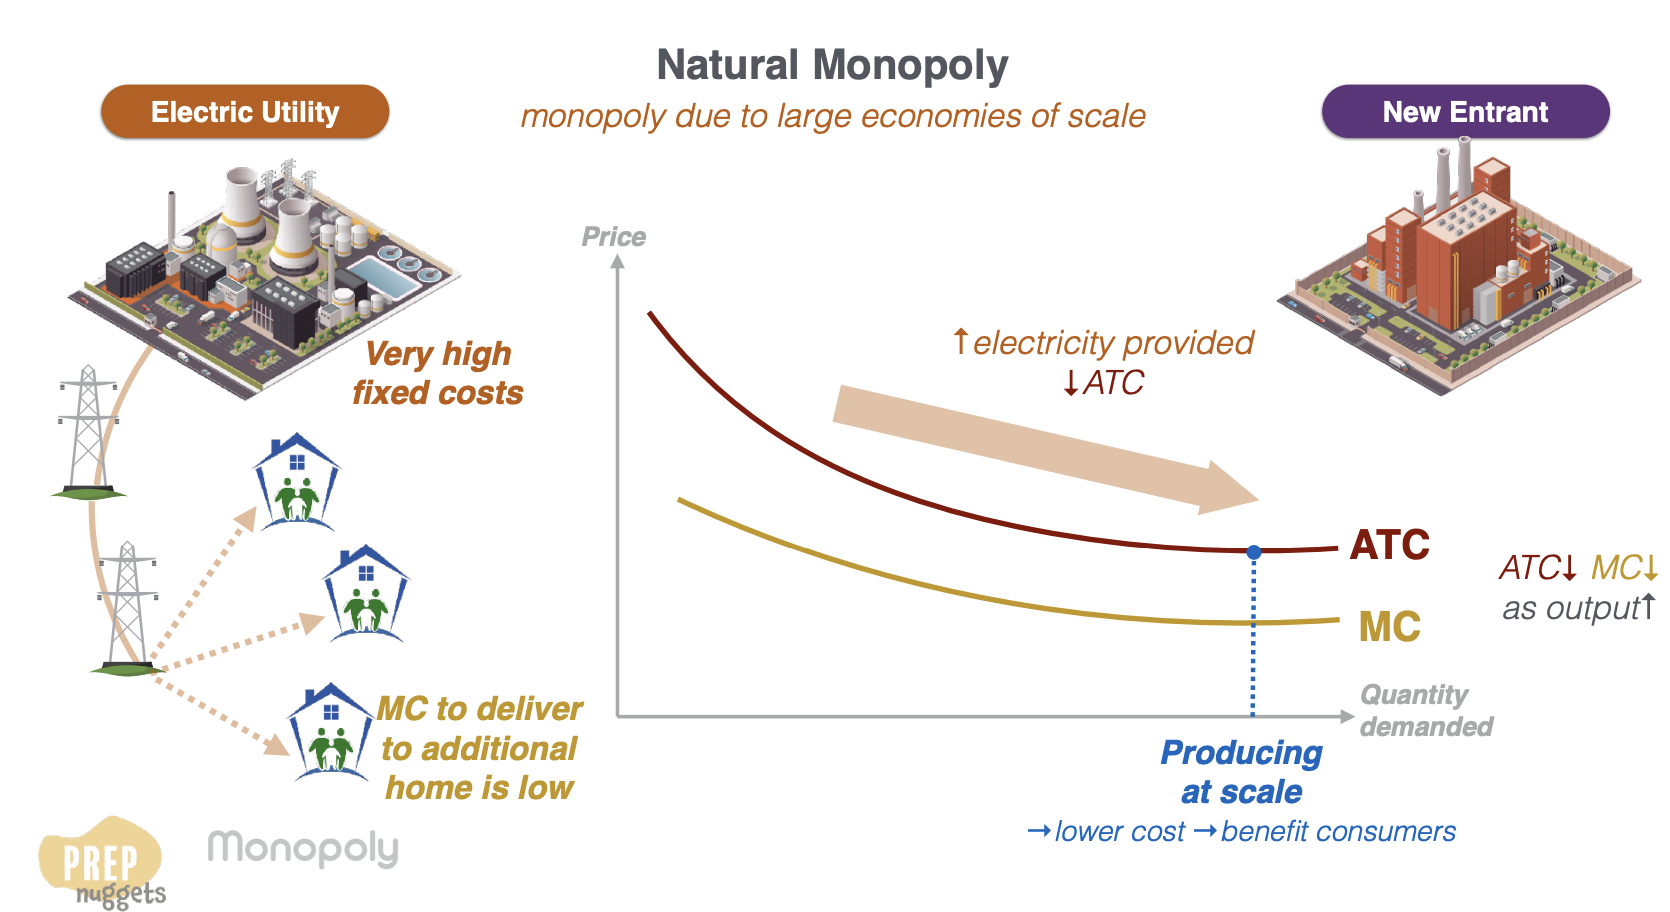 Natural Monopoly
monopoly due to large economies of scale
Electric Utility
New Entrant
Very high
fixed costs
MC to deliver
to additional
home is low
Price
↑electricity provided
↓ATC
ATC
MC
ATC↓ MC↓
as output↑
Quantity
demanded
Producing
at scale
→lower cost →benefit consumers
PREP
nuggets
Monopoly